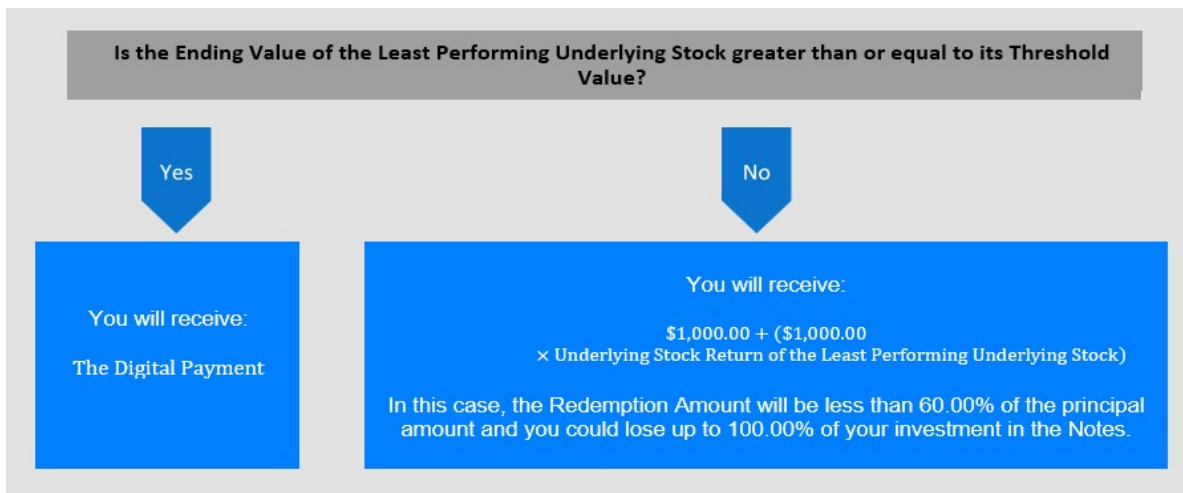 Is the Ending Value of the Least Performing Underlying Stock greater than or equal to its Threshold
Value?
Yes
No
You will receive:
The Digital Payment
You will receive:
$1,000.00 + ($1,000.00
× Underlying Stock Return of the Least Performing Underlying Stock)
In this case, the Redemption Amount will be less than 60.00% of the principal
amount and you could lose up to 100.00% of your investment in the Notes.